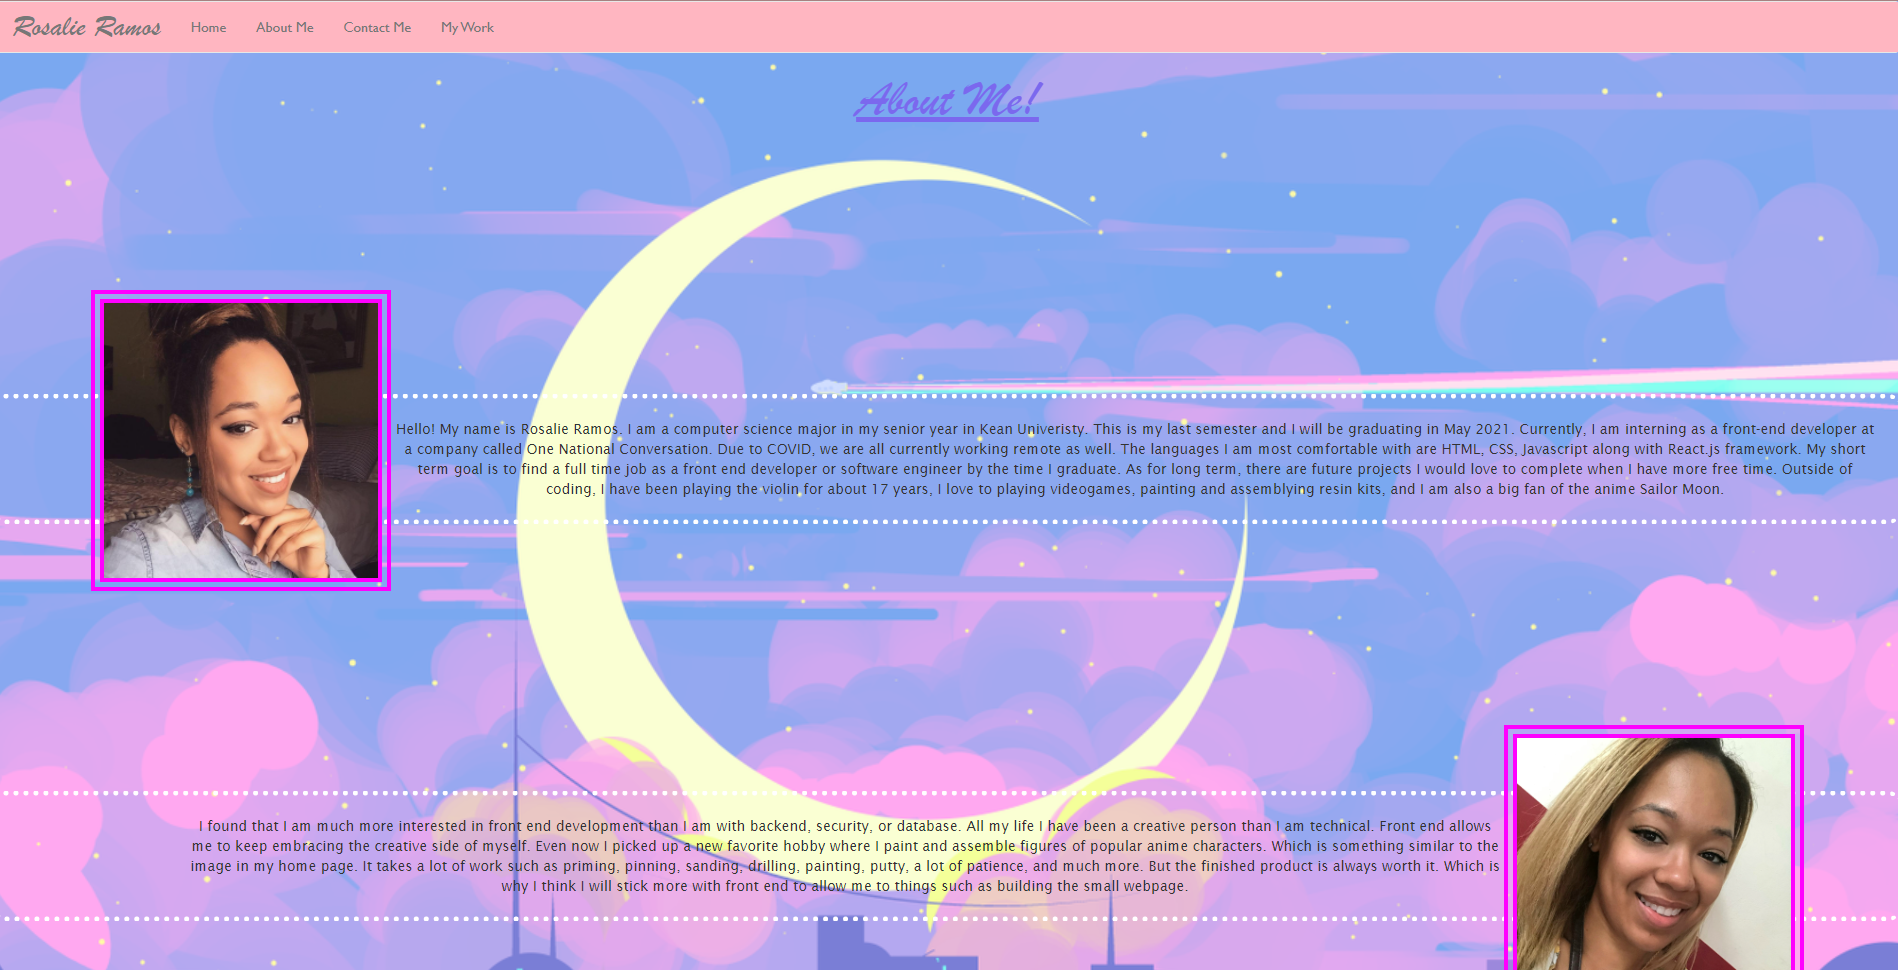 Rosalie Ramos Home About Me Contact Me My Work
About Me!
Hello! My name is Rosalie Ramos. I am a computer science major in my senior year in Kean Univeristy. This is my last semester and I will be graduating in May 2021. Currently, I am interning as a front-end developer at
a company called One National Conversation. Due to COVID, we are all currently working remote as well. The languages I am most comfortable with are HTML, CSS, Javascript along with React.js framework. My short
term goal is to find a full time job as a front end developer or software engineer by the time I graduate. As for long term, there are future projects I would love to complete when I have more free time. Outside of
coding, I have been playing the violin for about 17 years, I love to playing videogames, painting and assemblying resin kits, and I am also a big fan of the anime Sailor Moon.
I found that I am much more interested in front end development than I am with backend, security, or database. All my life I have been a creative person than I am technical. Front end allows
me to keep embracing the creative side of myself. Even now I picked up a new favorite hobby where I paint and assemble figures of popular anime characters. Which is something similar to the
image in my home page. It takes a lot of work such as priming, pinning, sanding, drilling, painting, putty, a lot of patience, and much more. But the finished product is always worth it. Which is
why I think I will stick more with front end to allow me to things such as building the small webpage.